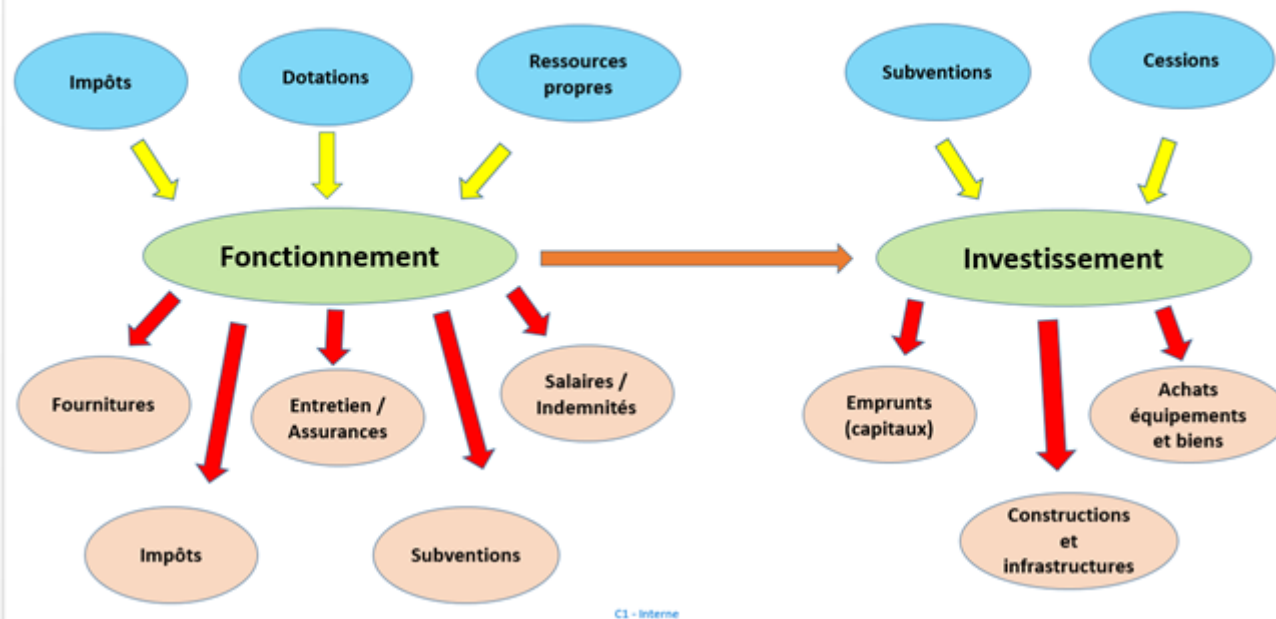 Impôts
Dotations
Ressources
propres
Subventions
Cessions
Fonctionnement
Investissement
Fournitures
Entretien /
Assurances
Salaires /
Indemnités
Emprunts
(capitaux)
Achats
équipements
et biens
Impôts
Subventions
Constructions
et
infrastructures
C1 - Interne